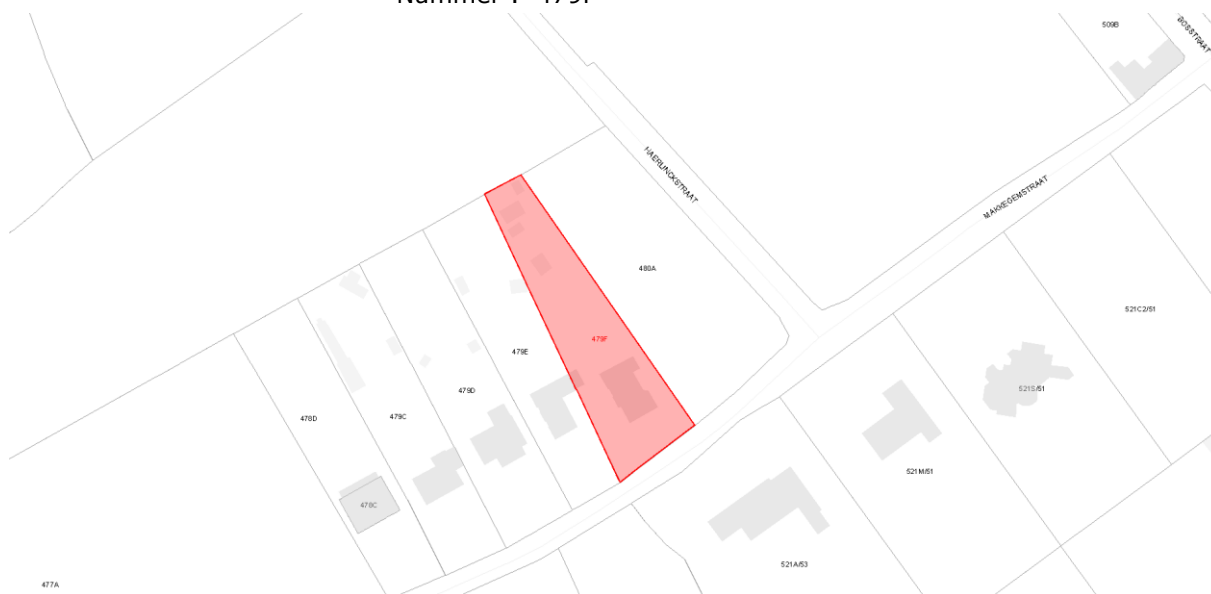 Nummer : 479F
509B
BOSSTRAAT
HAERLINCKSTRAAT
MAKKEGEMSTRAAT
480A
521C2/51
479F
479E
521S/51
479D
479C
478D
521M/51
478C
521A/53
477A